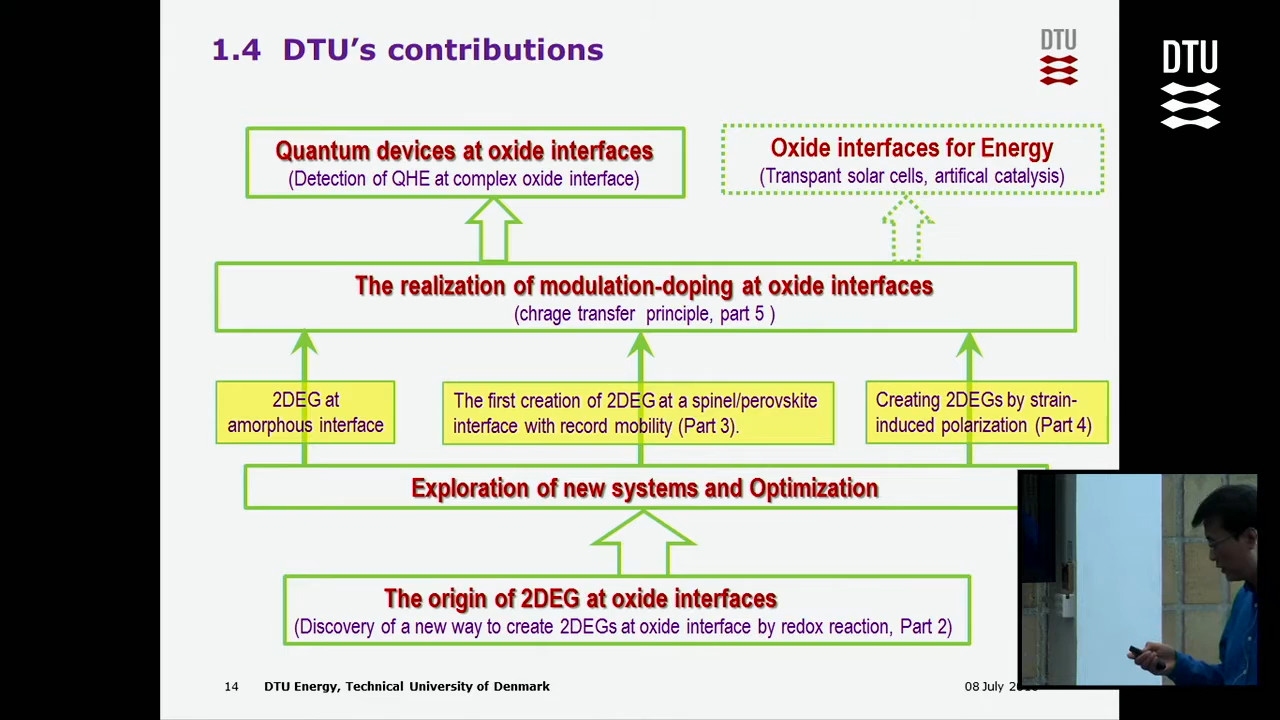 1.4 DTU's contributions
DTU
DTU
Quantum devices at oxide interfaces
(Detection of QHE at complex oxide interface)
Oxide interfaces for Energy
(Transpant solar cells, artifical catalysis)
The realization of modulation-doping at oxide interfaces
(chrage transfer principle, part 5 )
2DEG at
amorphous interface
The first creation of 2DEG at a spinel/perovskite
interface with record mobility (Part 3).
Creating 2DEGs by strain-
induced polarization (Part 4)
Exploration of new systems and Optimization
The origin of 2DEG at oxide interfaces
(Discovery of a new way to create 2DEGs at oxide interface by redox reaction, Part 2)
14 DTU Energy, Technical University of Denmark
08 July